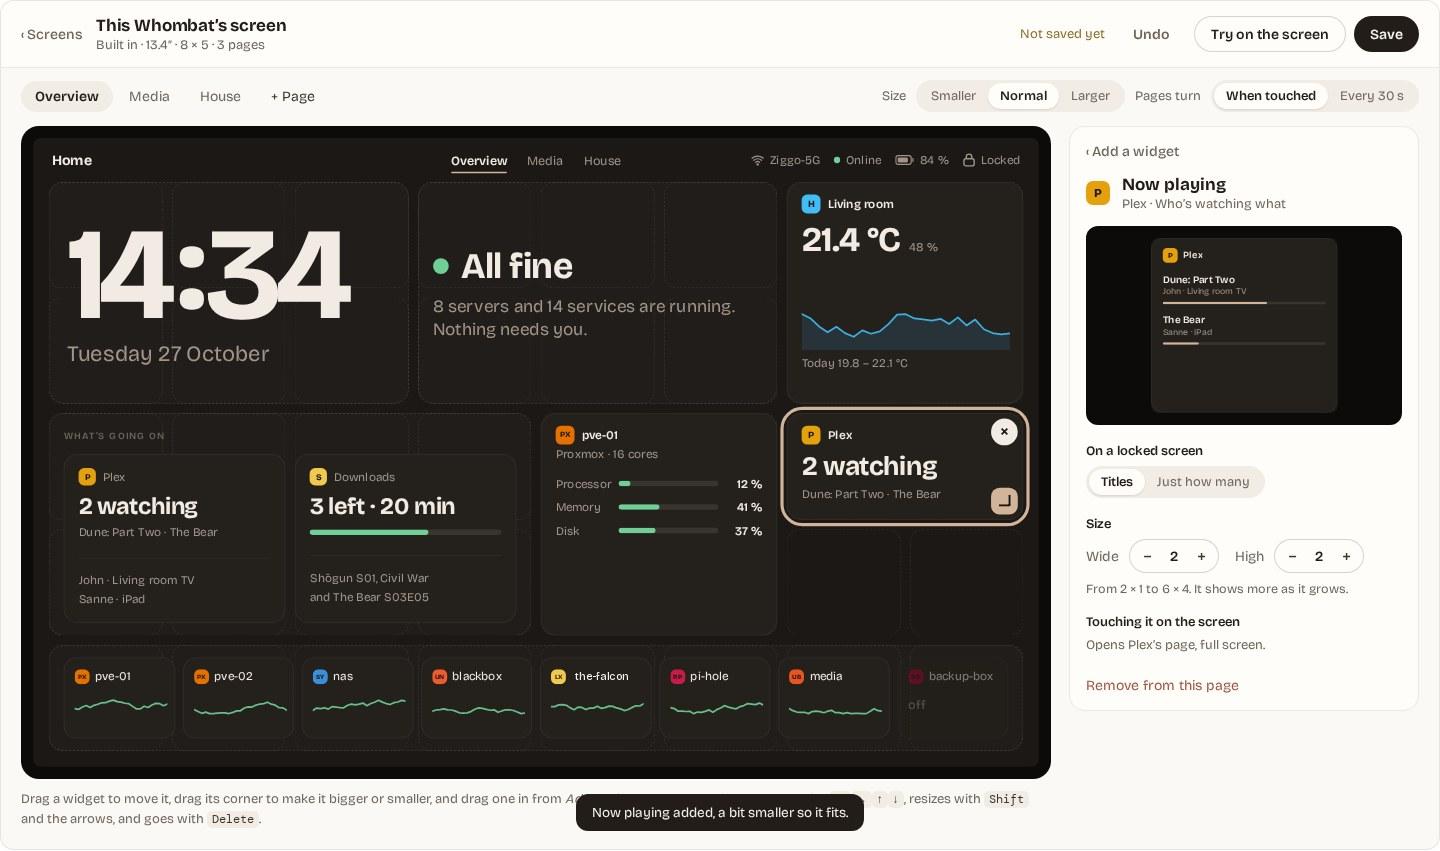 ‹ Screens
This Whombat's screen
Built in · 13.4″ · 8 × 5 · 3 pages
Not saved yet
Undo
Try on the screen
Save
Overview
Media
House
+ Page
Size
Smaller
Normal
Larger
Pages turn
When touched
Every 30 s
Home
Overview
Media
House
Ziggo-5G
Online
84 %
Locked
14:34
Tuesday 27 October
All fine
8 servers and 14 services are running.
Nothing needs you.
H
Living room
21.4 °C 48 %
Today 19.8 – 22.1 °C
WHAT'S GOING ON
P
Plex
2 watching
Dune: Part Two · The Bear
John · Living room TV
Sanne · iPad
S
Downloads
3 left · 20 min
Shōgun S01, Civil War
and The Bear S03E05
PX
pve-01
Proxmox · 16 cores
Processor 12 %
Memory 41 %
Disk 37 %
P
Plex
×
2 watching
Dune: Part Two · The Bear
PX pve-01
PX pve-02
SY nas
UN blackbox
LX the-falcon
RP pi-hole
UB media
backup-box
off
‹ Add a widget
P
Now playing
Plex · Who's watching what
P Plex
Dune: Part Two
John · Living room TV
The Bear
Sanne · iPad
On a locked screen
Titles
Just how many
Size
Wide − 2 + High − 2 +
From 2 × 1 to 6 × 4. It shows more as it grows.
Touching it on the screen
Opens Plex's page, full screen.
Remove from this page
Drag a widget to move it, drag its corner to make it bigger or smaller, and drag one in from ↑ ↓, resizes with Shift
and the arrows, and goes with Delete.
Now playing added, a bit smaller so it fits.